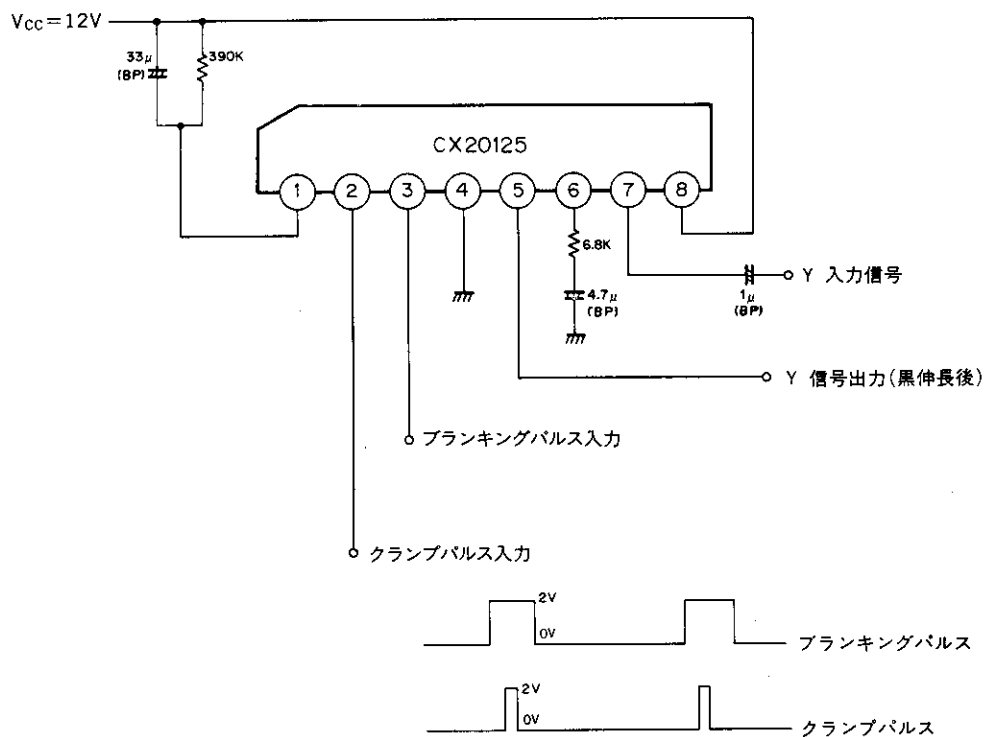 Vcc=12V
33μ
(BP)
390K
CX20125
1 2 3 4 5 6 7 8
6.8K
4.7μ
(BP)
1μ
(BP)
Y 入力信号
Y 信号出力(黒伸長後)
ブランキングパルス入力
クランプパルス入力
2V
0V
ブランキングパルス
2V
0V
クランプパルス